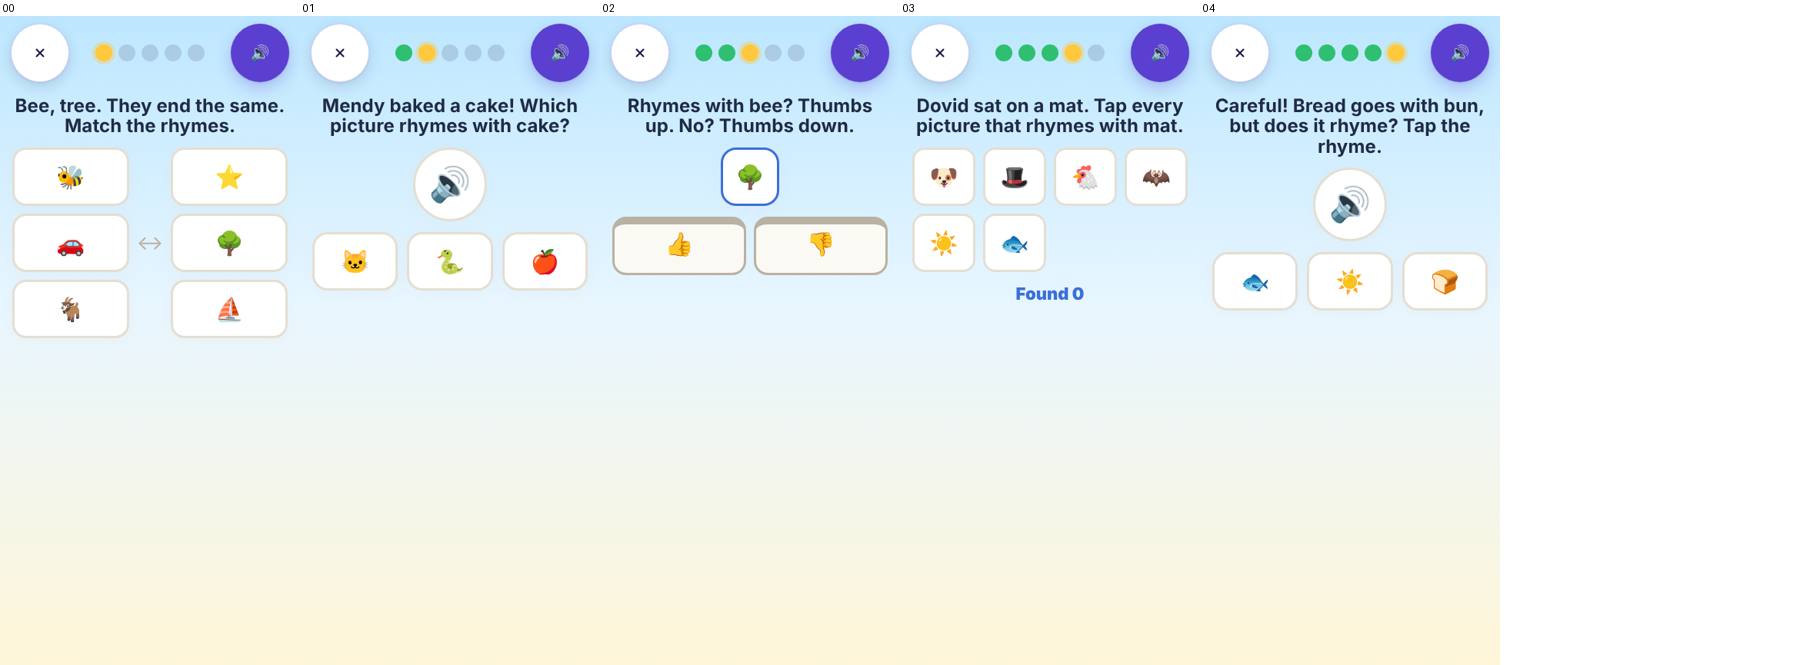 00
01
02
03
04
Bee, tree. They end the same.
Match the rhymes.
Mendy baked a cake! Which
picture rhymes with cake?
Rhymes with bee? Thumbs
up. No? Thumbs down.
Dovid sat on a mat. Tap every
picture that rhymes with mat.
Found 0
Careful! Bread goes with bun,
but does it rhyme? Tap the
rhyme.